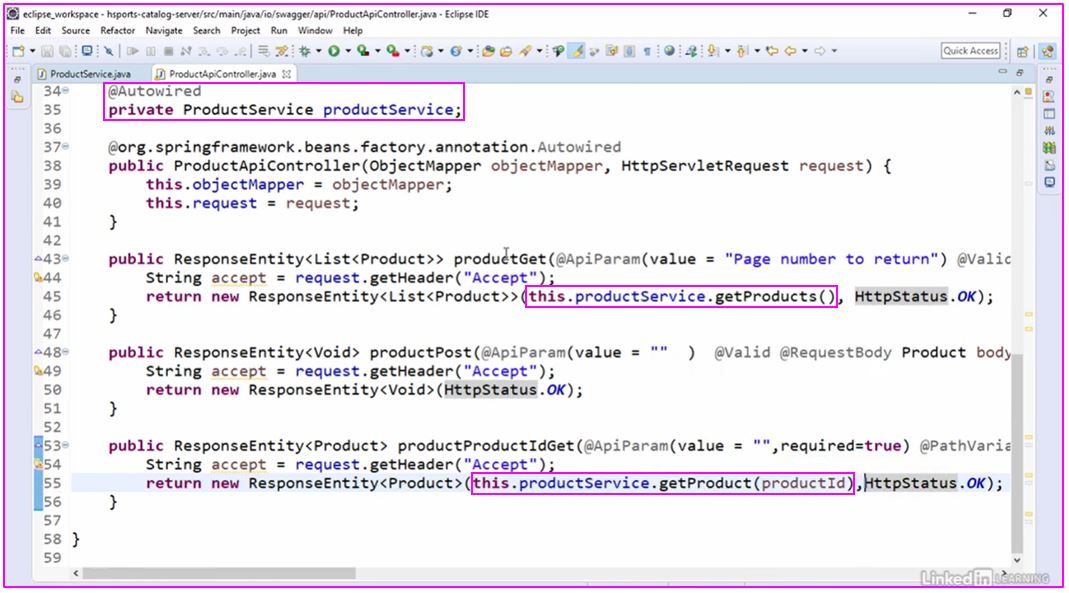 eclipse_workspace - hsports-catalog-server/src/main/java/io/swagger/api/ProductApiController.java - Eclipse IDE
File Edit Source Refactor Navigate Search Project Run Window Help
Quick Access
ProductService.java ProductApiController.java
34 @Autowired
35 private ProductService productService;
36
37 @org.springframework.beans.factory.annotation.Autowired
38 public ProductApiController(ObjectMapper objectMapper, HttpServletRequest request) {
39 this.objectMapper = objectMapper;
40 this.request = request;
41 }
42
43 public ResponseEntity<List<Product>> productGet(@ApiParam(value = "Page number to return") @Valid
44 String accept = request.getHeader("Accept");
45 return new ResponseEntity<List<Product>>(this.productService.getProducts(), HttpStatus.OK);
46 }
47
48 public ResponseEntity<Void> productPost(@ApiParam(value = "" ) @Valid @RequestBody Product body
49 String accept = request.getHeader("Accept");
50 return new ResponseEntity<Void>(HttpStatus.OK);
51 }
52
53 public ResponseEntity<Product> productProductIdGet(@ApiParam(value = "",required=true) @PathVaria
54 String accept = request.getHeader("Accept");
55 return new ResponseEntity<Product>(this.productService.getProduct(productId),HttpStatus.OK);
56 }
57
58 }
59
LinkedIn LEARNING